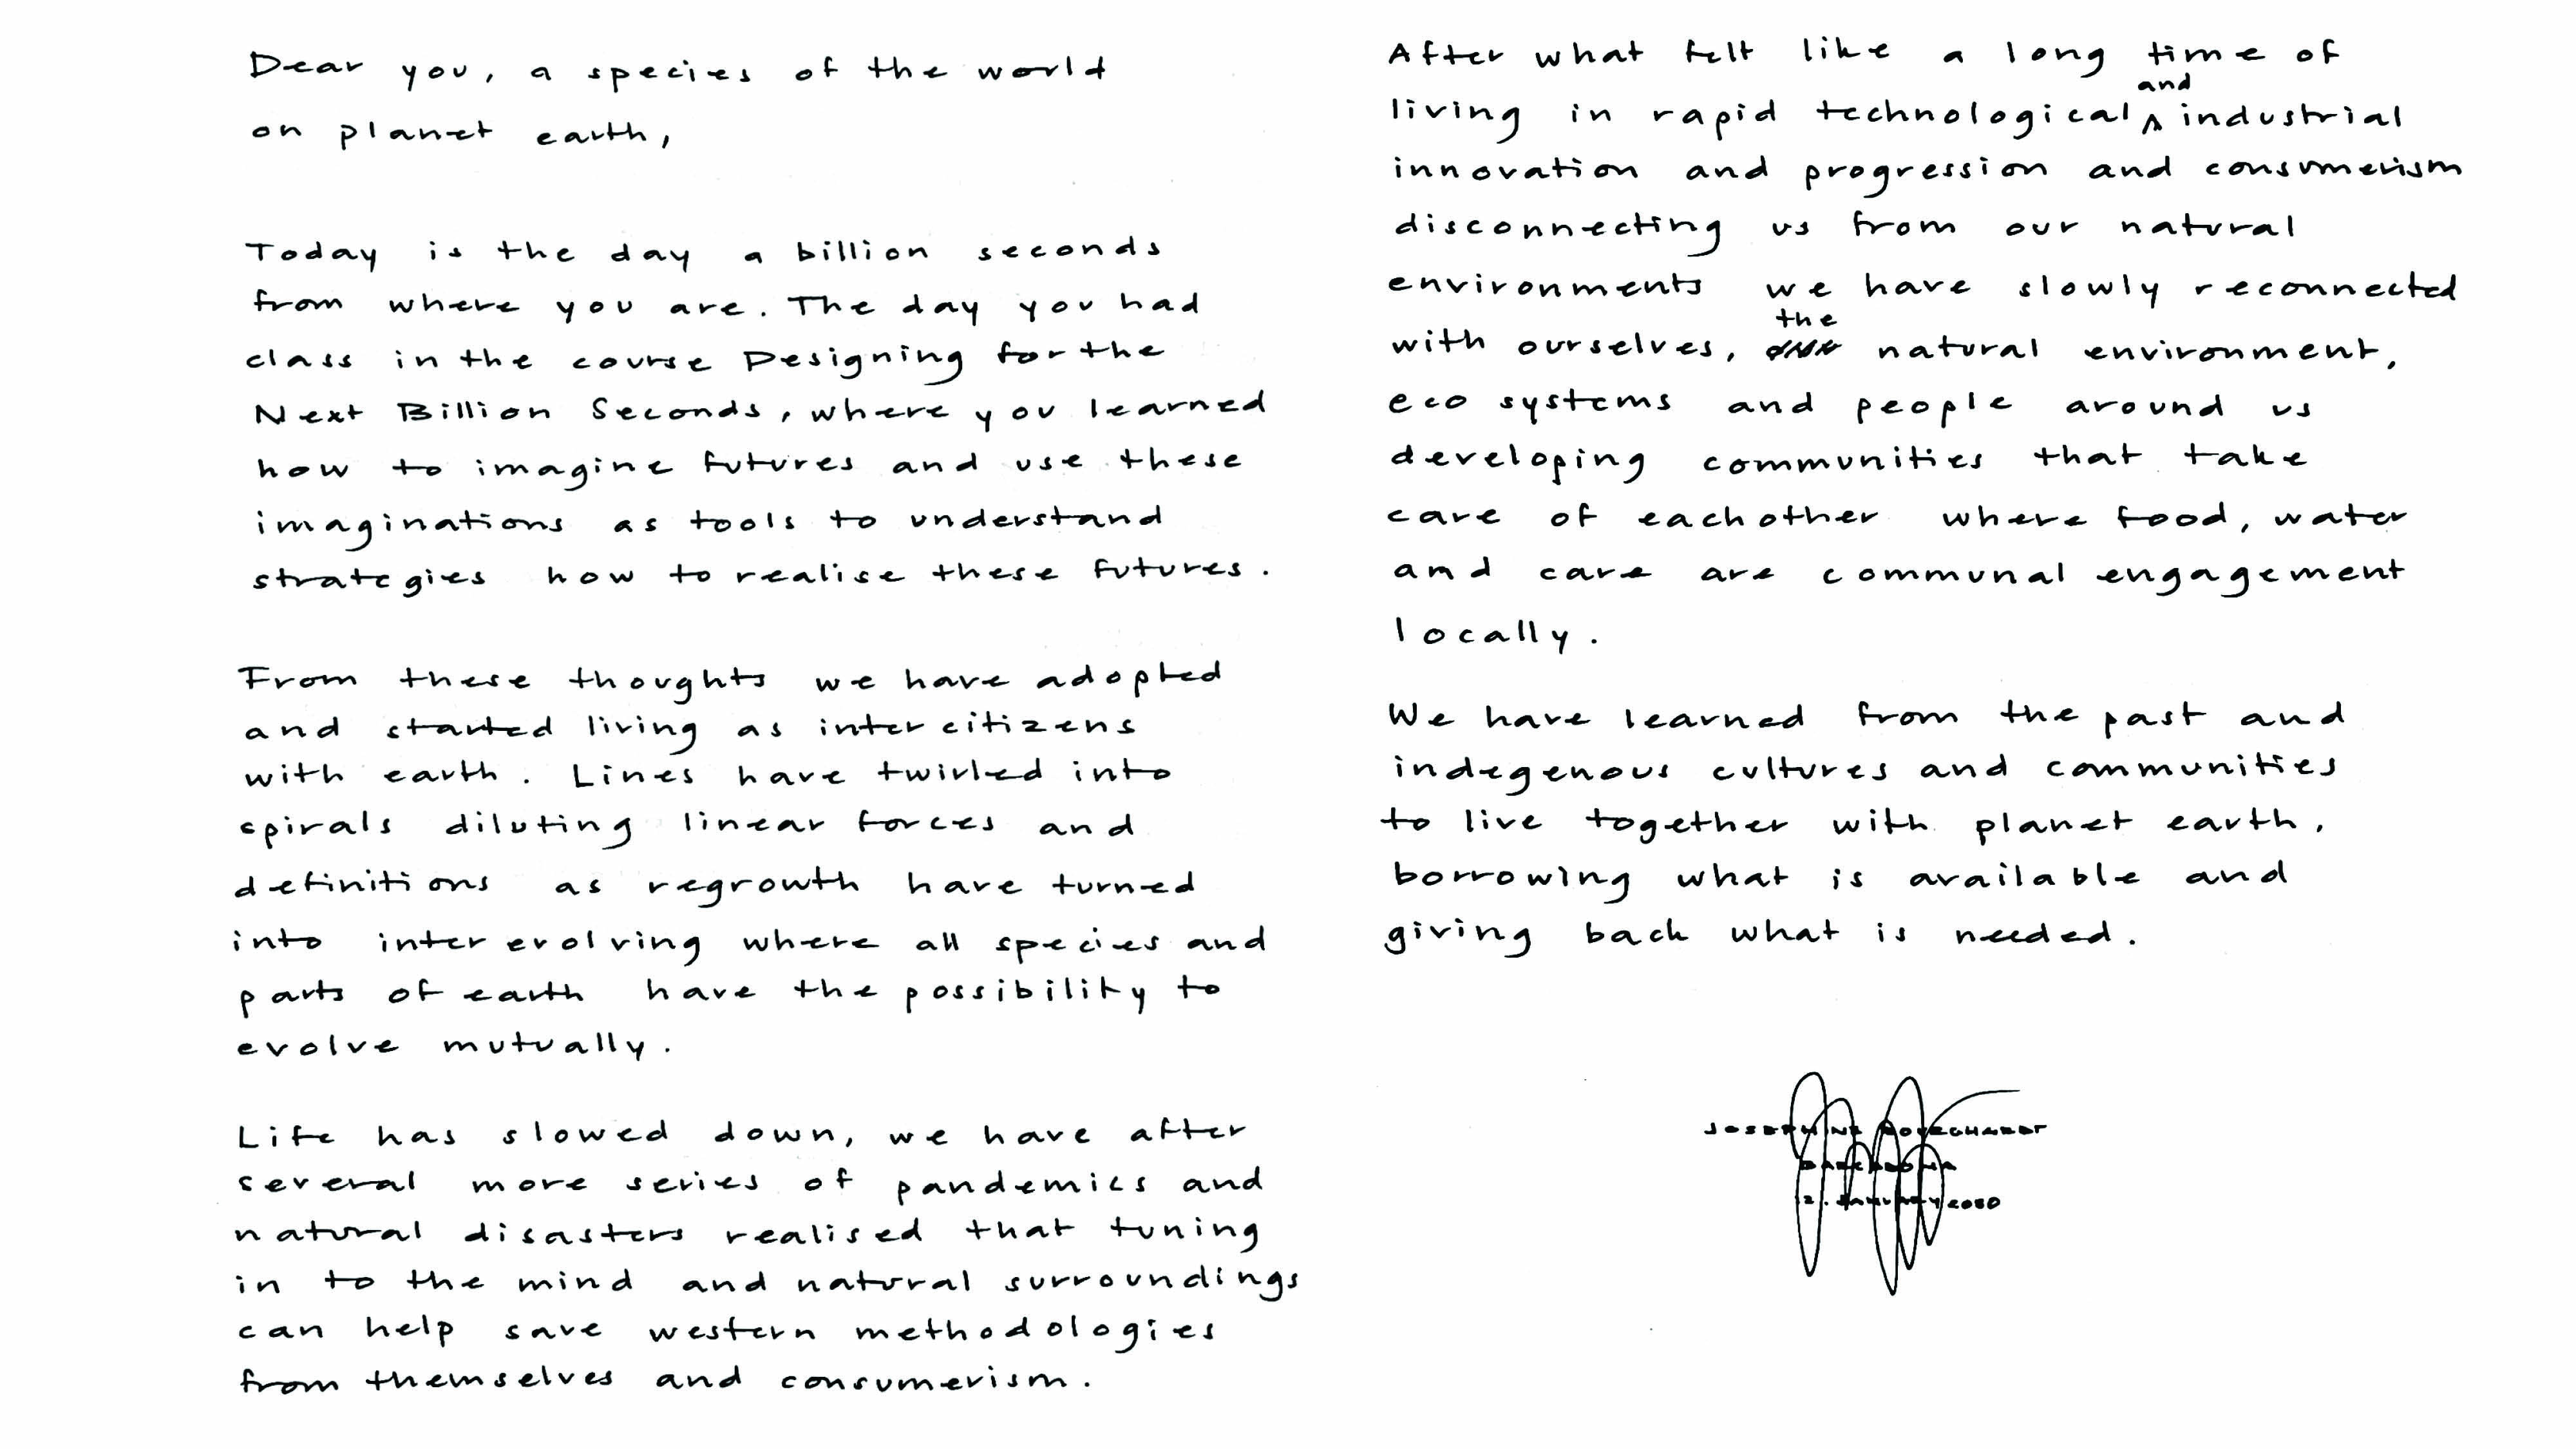 Dear you, a species of the world
on planet earth,
Today is the day a billion seconds
from where you are. The day you had
class in the course Designing for the
Next Billion Seconds, where you learned
how to imagine futures and use these
imaginations as tools to understand
strategies how to realise these futures.
From these thoughts we have adopted
and started living as inter citizens
with earth. Lines have twirled into
spirals diluting linear forces and
definitions as regrowth have turned
into inter evolving where all species and
parts of earth have the possibility to
evolve mutually.
Life has slowed down, we have after
several more series of pandemics and
natural disasters realised that tuning
in to the mind and natural surroundings
can help save western methodologies
from themselves and consumerism.
After what felt like a long time of
living in rapid technological and industrial
innovation and progression and consumerism
disconnecting us from our natural
environments we have slowly reconnected
with ourselves, the natural environment,
eco systems and people around us
developing communities that take
care of eachother where food, water
and care are communal engagement
locally.
We have learned from the past and
indegenous cultures and communities
to live together with planet earth,
borrowing what is available and
giving back what is needed.
JOSEPHINE